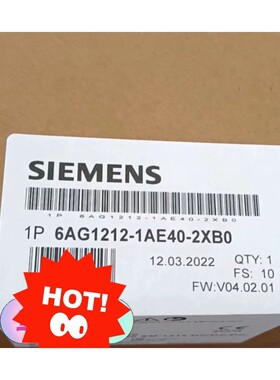 SIEMENS
1P 6AG1212-1AE40-2XB0
1P 6AG1212-1AE40-2XB0
12.03.2022 QTY: 1
FS: 10
FW:V04.02.01
HOT!